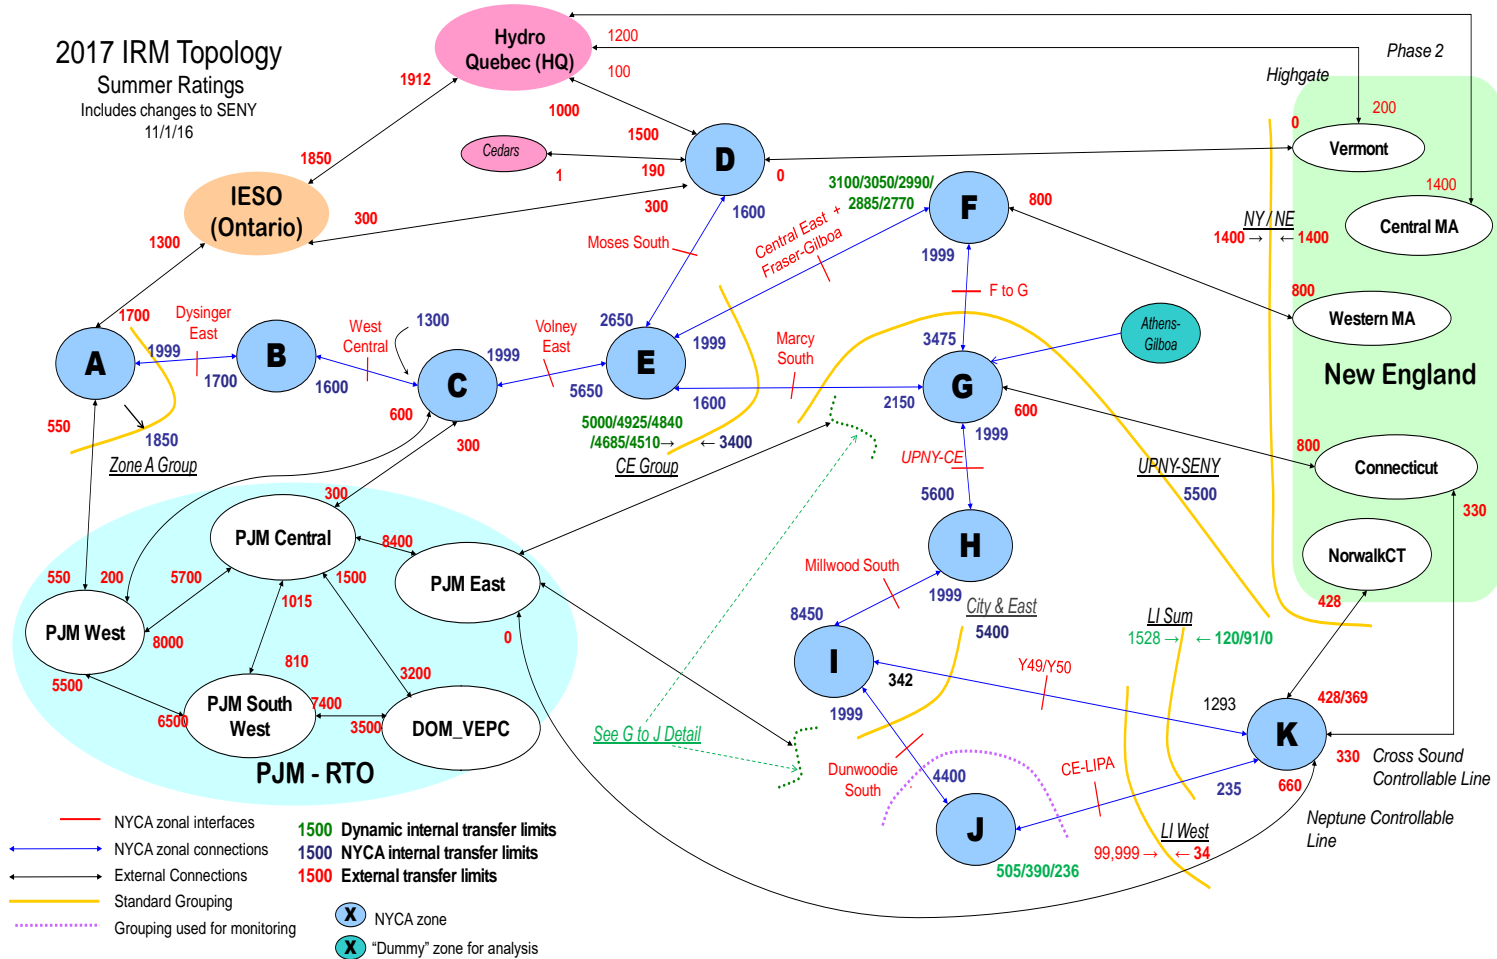 2017 IRM Topology
Summer Ratings
Includes changes to SENY
11/1/16
Hydro
Quebec (HQ)
1200
100
Phase 2
Highgate
1912
1000
1500
Cedars
1
190
D
0
0
200
Vermont
1850
IESO
(Ontario)
300
300
1600
1300
3100/3050/2990/
2885/2770
F
800
1400
Central MA
NY / NE
1400 → ← 1400
Moses South
Central East +
Fraser-Gilboa
1999
F to G
800
Western MA
New England
1700
Dysinger
East
A
1999
1700
B
West
Central
1300
1600
C
1999
Volney
East
5650
2650
E
1999
1600
Marcy
South
3475
G
2150
1999
Athens-
Gilboa
600
550
1850
Zone A Group
600
300
5000/4925/4840
/4685/4510→ ← 3400
CE Group
UPNY-CE
5600
UPNY-SENY
5500
800
Connecticut
330
NorwalkCT
428
300
PJM Central
8400
1500
1015
PJM East
0
550
200
5700
PJM West
8000
5500
6500
810
PJM South
West
7400
3500
3200
DOM_VEPC
PJM - RTO
H
Millwood South
1999
8450
I
342
1999
City & East
5400
LI Sum
1528 → ← 120/91/0
Y49/Y50
1293
K
428/369
330
Cross Sound
Controllable Line
660
235
Neptune Controllable
Line
See G to J Detail
Dunwoodie
South
4400
J
505/390/236
CE-LIPA
LI West
99,999 → ← 34
NYCA zonal interfaces
NYCA zonal connections
External Connections
Standard Grouping
Grouping used for monitoring
1500 Dynamic internal transfer limits
1500 NYCA internal transfer limits
1500 External transfer limits
X NYCA zone
X “Dummy” zone for analysis